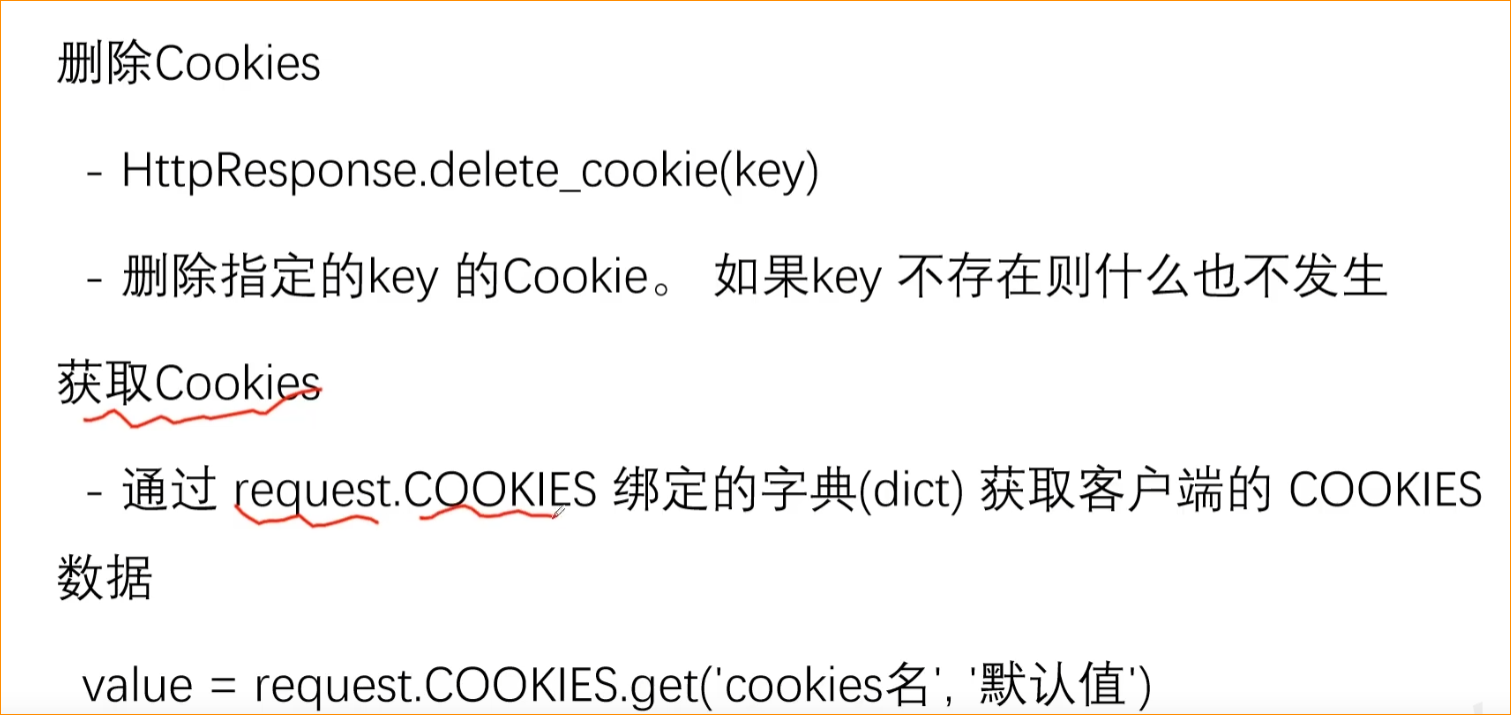 删除Cookies
- HttpResponse.delete_cookie(key)
- 删除指定的key 的Cookie。 如果key 不存在则什么也不发生
获取Cookies
- 通过 request.COOKIES 绑定的字典(dict) 获取客户端的 COOKIES
数据
value = request.COOKIES.get('cookies名', '默认值')